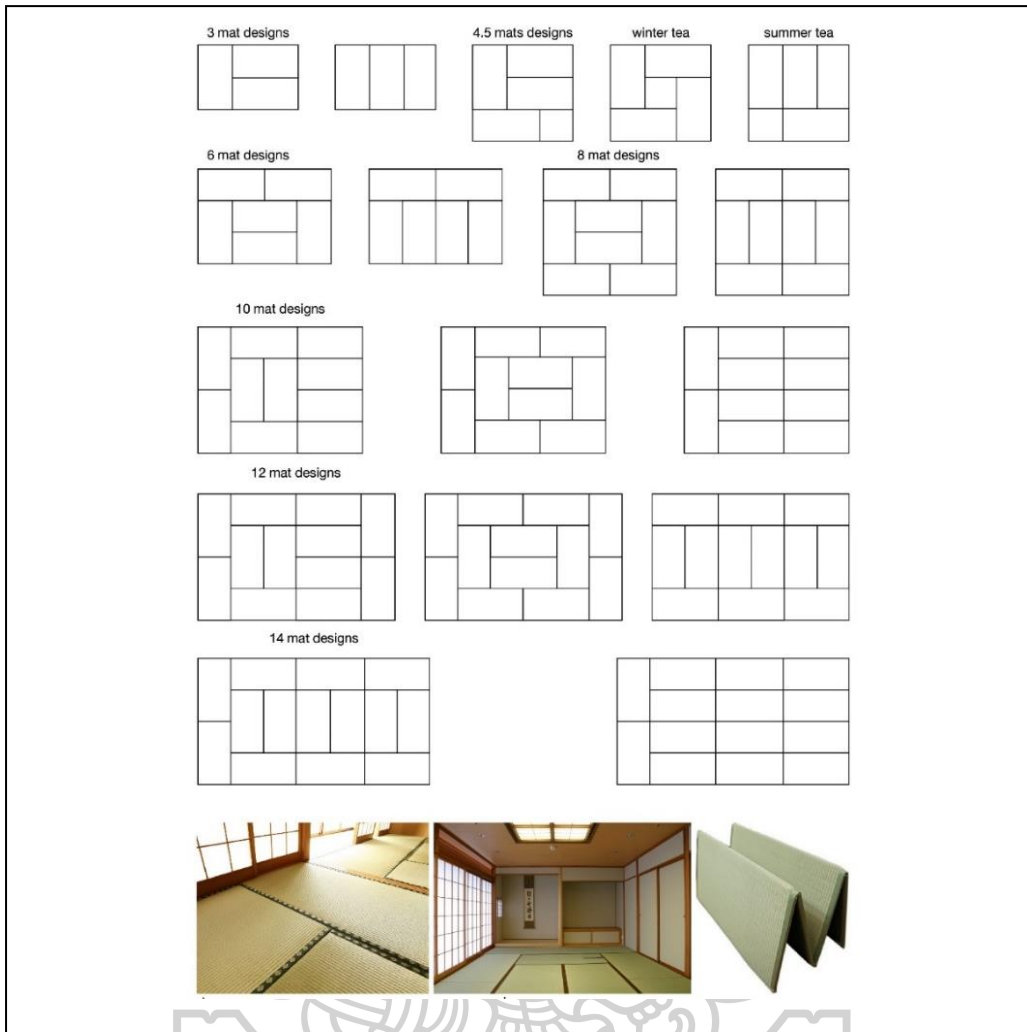 3 mat designs
4.5 mats designs
winter tea
summer tea
6 mat designs
8 mat designs
10 mat designs
12 mat designs
14 mat designs